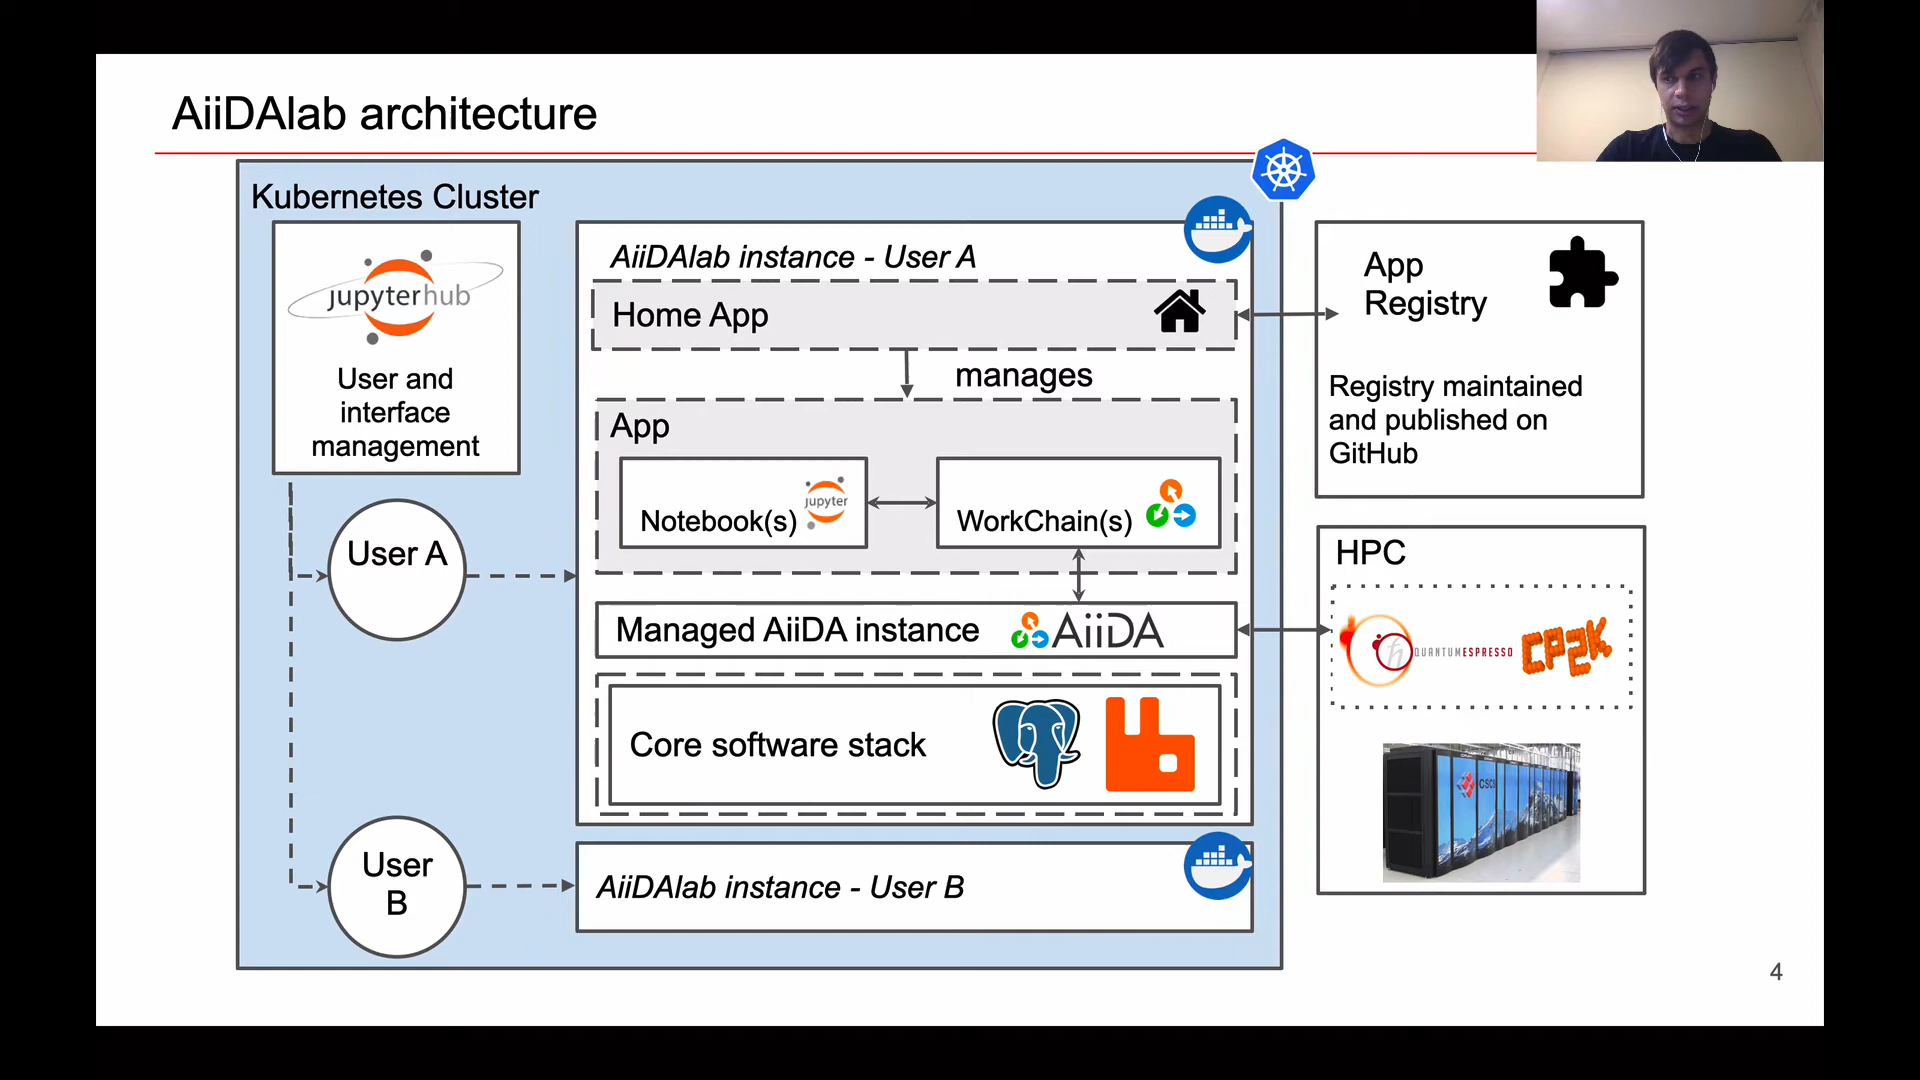 AiiDAlab architecture
Kubernetes Cluster
jupyterhub
User and
interface
management
User A
User
B
AiiDAlab instance - User A
Home App
manages
App
Notebook(s)
jupyter
WorkChain(s)
Managed AiiDA instance
AiiDA
Core software stack
AiiDAlab instance - User B
App
Registry
Registry maintained
and published on
GitHub
HPC
QUANTUMESPRESSO
CP2K
CSCS
4